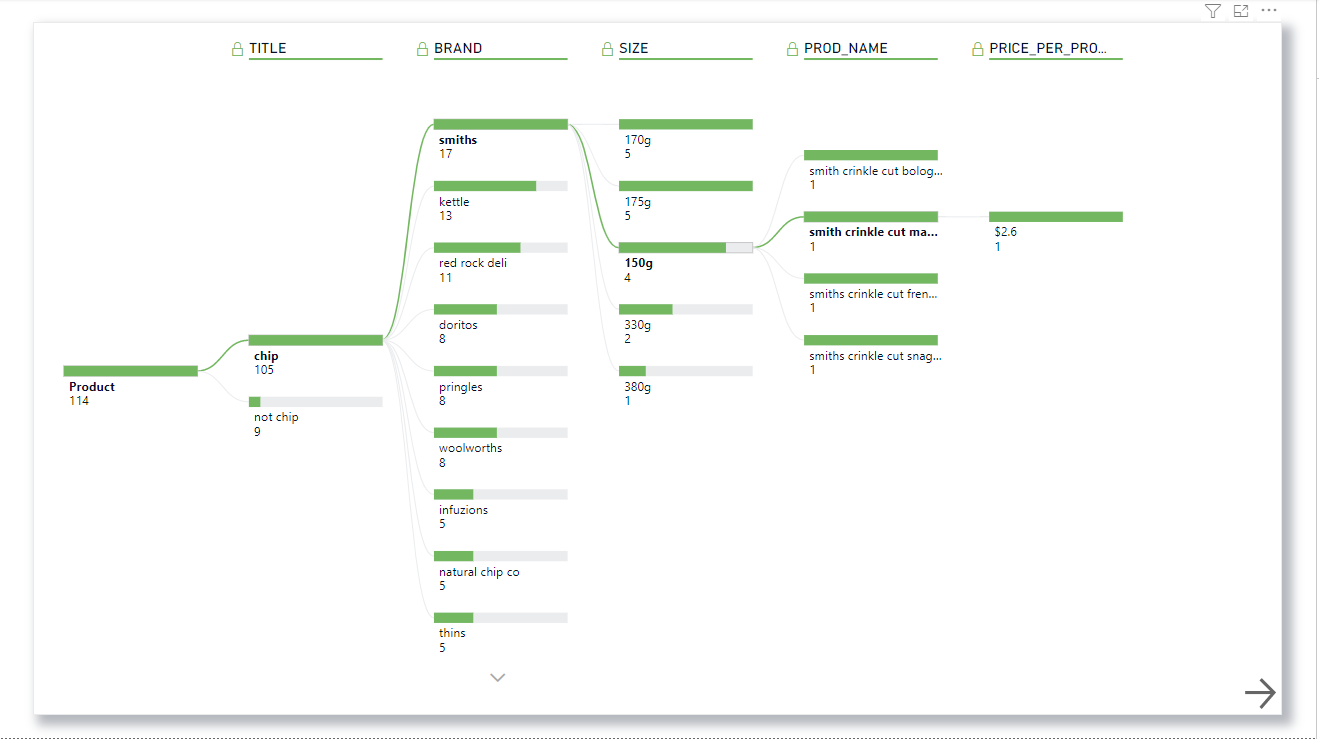 TITLE
BRAND
SIZE
PROD_NAME
PRICE_PER_PRO...
Product
114
chip
105
not chip
9
smiths
17
kettle
13
red rock deli
11
doritos
8
pringles
8
woolworths
8
infuzions
5
natural chip co
5
thins
5
170g
5
175g
5
150g
4
330g
2
380g
1
smith crinkle cut bolog...
1
smith crinkle cut ma...
1
smiths crinkle cut fren...
1
smiths crinkle cut snag...
1
$2.6
1